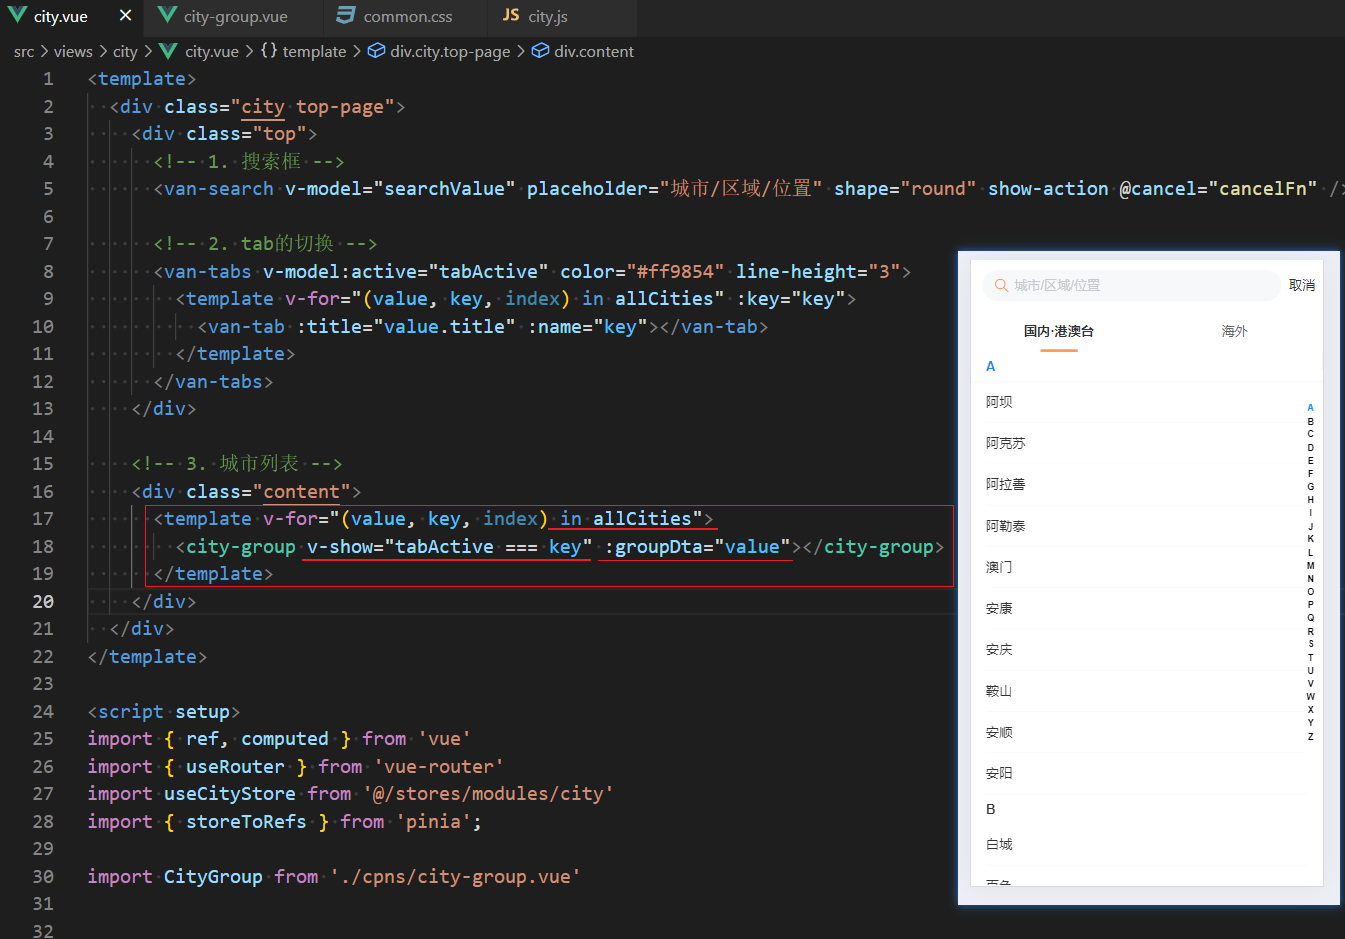 city.vue × city-group.vue common.css JS city.js
src > views > city > city.vue > {} template > div.city.top-page > div.content
1 <template>
2 <div class="city top-page">
3 <div class="top">
4 <!-- 1. 搜索框 -->
5 <van-search v-model="searchValue" placeholder="城市/区域/位置" shape="round" show-action @cancel="cancelFn" />
6
7 <!-- 2. tab的切换 -->
8 <van-tabs v-model:active="tabActive" color="#ff9854" line-height="3">
9 <template v-for="(value, key, index) in allCities" :key="key">
10 <van-tab :title="value.title" :name="key"></van-tab>
11 </template>
12 </van-tabs>
13 </div>
14
15 <!-- 3. 城市列表 -->
16 <div class="content">
17 <template v-for="(value, key, index) in allCities">
18 <city-group v-show="tabActive === key" :groupDta="value"></city-group>
19 </template>
20 </div>
21 </div>
22 </template>
23
24 <script setup>
25 import { ref, computed } from 'vue'
26 import { useRouter } from 'vue-router'
27 import useCityStore from '@/stores/modules/city'
28 import { storeToRefs } from 'pinia';
29
30 import CityGroup from './cpns/city-group.vue'
31
32
城市/区域/位置 取消
国内·港澳台 海外
A
阿坝
阿克苏
阿拉善
阿勒泰
澳门
安康
安庆
鞍山
安顺
安阳
B
白城
A
B
C
D
E
F
G
H
I
J
K
L
M
N
O
P
Q
R
S
T
U
V
W
X
Y
Z